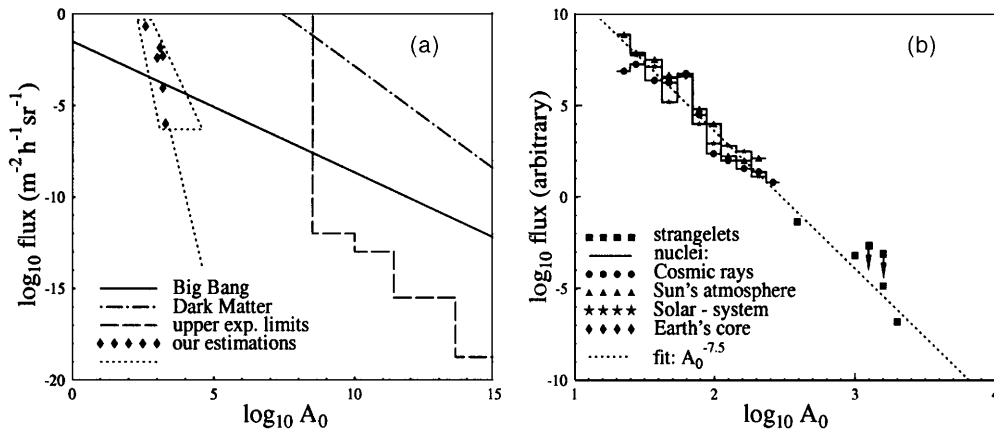 (a)
0
-5
-10
-15
-20
log10 flux (m-2 h-1 sr-1)
Big Bang
Dark Matter
upper exp. limits
our estimations
0 5 10 15
log10 A0
(b)
10
5
0
-5
-10
log10 flux (arbitrary)
strangelets
nuclei:
Cosmic rays
Sun's atmosphere
Solar - system
Earth's core
fit: A0-7.5
1 2 3 4
log10 A0